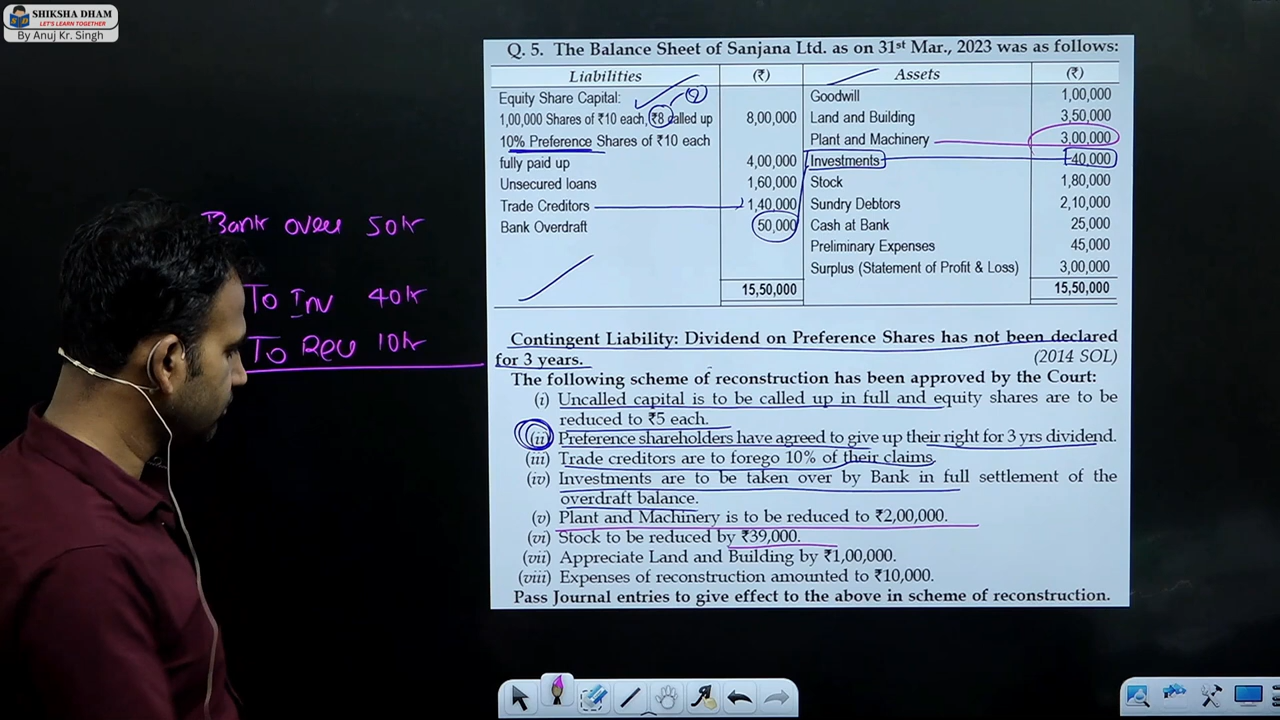 SHIKSHA DHAM
LET'S LEARN TOGETHER
By Anuj Kr. Singh
Q. 5. The Balance Sheet of Sanjana Ltd. as on 31st Mar., 2023 was as follows:
Liabilities (₹) Assets (₹)
Equity Share Capital: Goodwill 1,00,000
1,00,000 Shares of ₹10 each, ₹8 called up 8,00,000 Land and Building 3,50,000
10% Preference Shares of ₹10 each Plant and Machinery 3,00,000
fully paid up 4,00,000 Investments 40,000
Unsecured loans 1,60,000 Stock 1,80,000
Trade Creditors 1,40,000 Sundry Debtors 2,10,000
Bank Overdraft 50,000 Cash at Bank 25,000
Preliminary Expenses 45,000
Surplus (Statement of Profit & Loss) 3,00,000
15,50,000 15,50,000
Contingent Liability: Dividend on Preference Shares has not been declared
for 3 years. (2014 SOL)
The following scheme of reconstruction has been approved by the Court:
(i) Uncalled capital is to be called up in full and equity shares are to be
reduced to ₹5 each.
(ii) Preference shareholders have agreed to give up their right for 3 yrs dividend.
(iii) Trade creditors are to forego 10% of their claims.
(iv) Investments are to be taken over by Bank in full settlement of the
overdraft balance.
(v) Plant and Machinery is to be reduced to ₹2,00,000.
(vi) Stock to be reduced by ₹39,000.
(vii) Appreciate Land and Building by ₹1,00,000.
(viii) Expenses of reconstruction amounted to ₹10,000.
Pass Journal entries to give effect to the above in scheme of reconstruction.
Bank over 50k
To Inv 40k
To Rev 10k